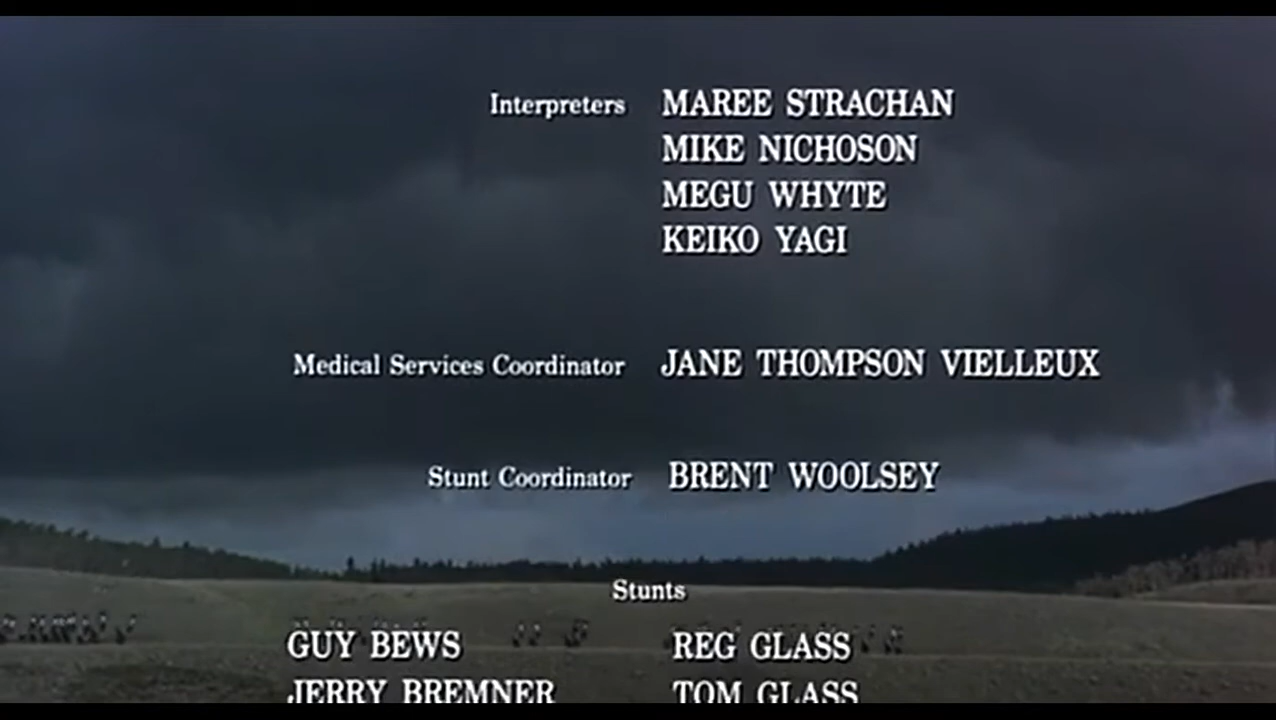 Interpreters MAREE STRACHAN
MIKE NICHOSON
MEGU WHYTE
KEIKO YAGI
Medical Services Coordinator JANE THOMPSON VIELLEUX
Stunt Coordinator BRENT WOOLSEY
Stunts
GUY BEWS REG GLASS
JERRY BREMNER TOM GLASS